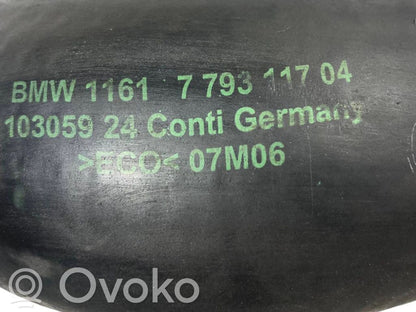 BMW 1161 7 793 117 04
103059 24 Conti Germany
>ECO< 07M06
© Ovoko